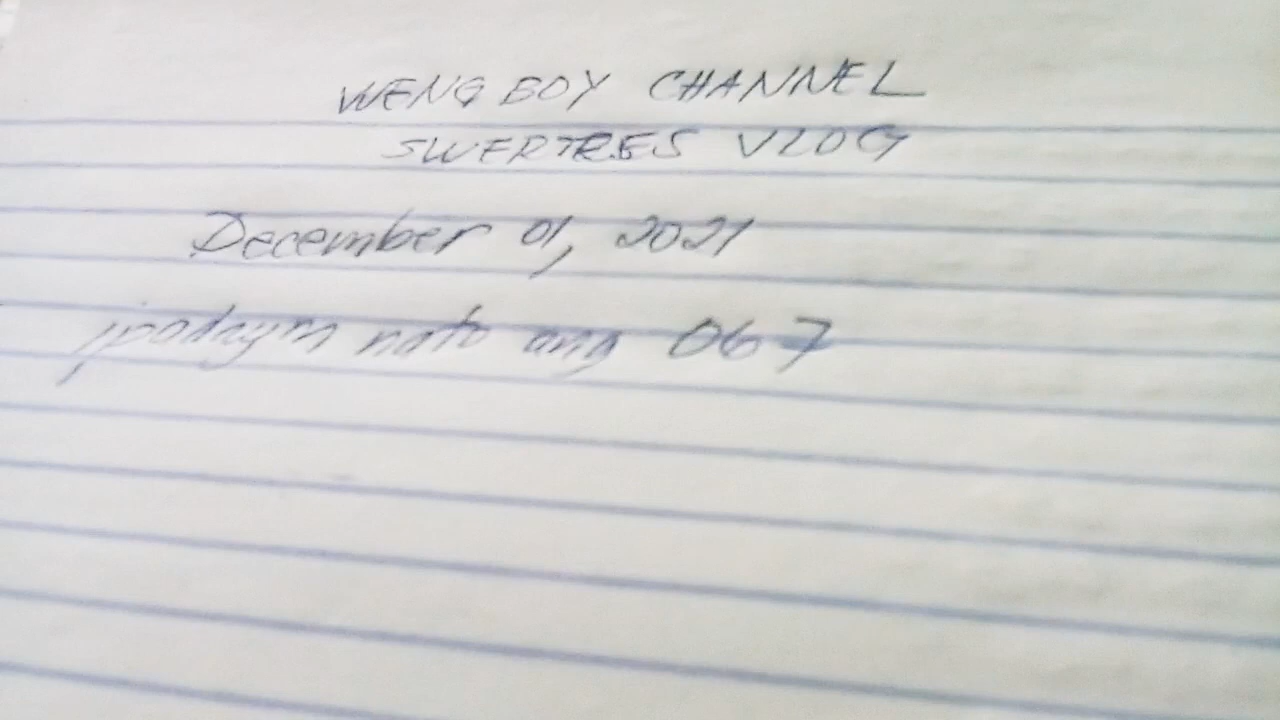 WENG BOY CHANNEL
SWERTRES VLOG
December 01, 2021
ipadaym nato ang 067